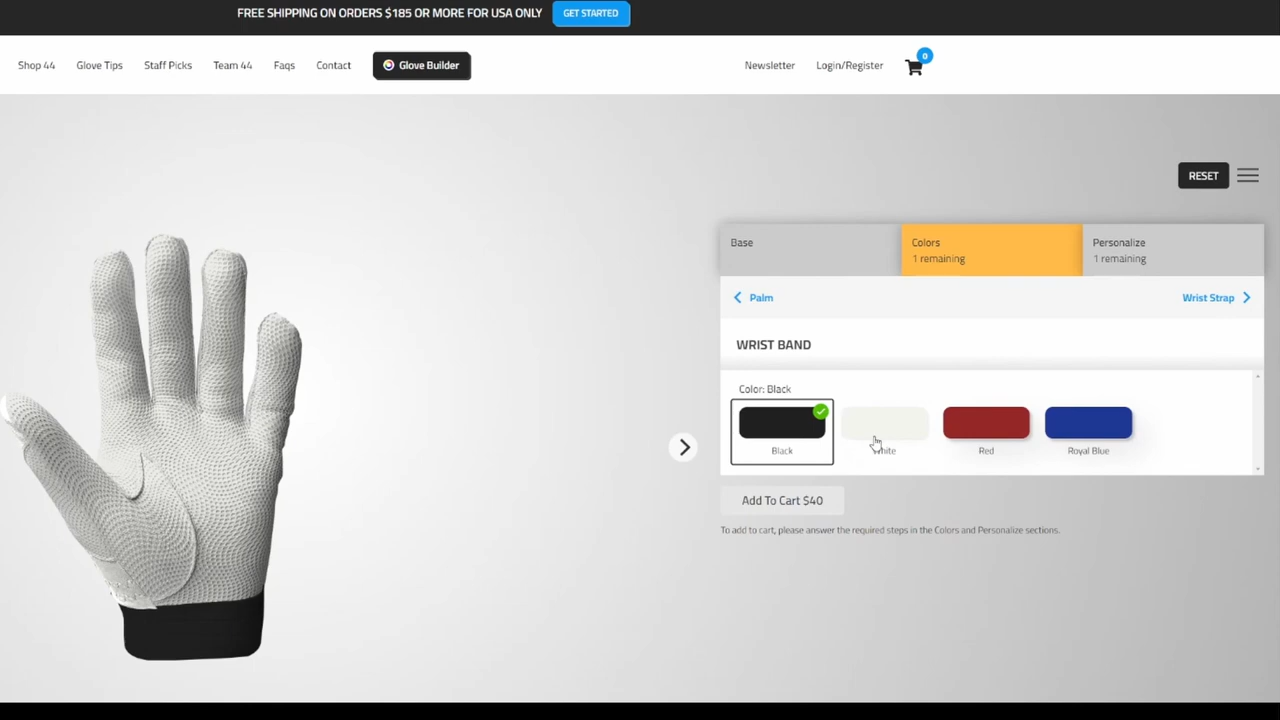 FREE SHIPPING ON ORDERS $185 OR MORE FOR USA ONLY GET STARTED
Shop 44 Glove Tips Staff Picks Team 44 Faqs Contact Glove Builder Newsletter Login/Register 0
RESET
Base Colors Personalize
1 remaining 1 remaining
Palm Wrist Strap
WRIST BAND
Color: Black
Black White Red Royal Blue
Add To Cart $40
To add to cart, please answer the required steps in the Colors and Personalize sections.